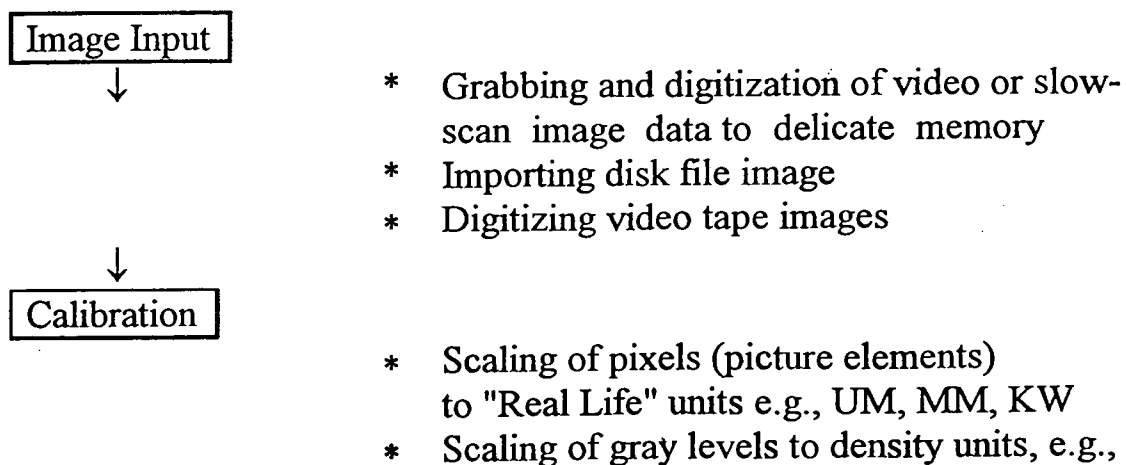 Image Input
↓
* Grabbing and digitization of video or slow-
scan image data to delicate memory
* Importing disk file image
* Digitizing video tape images
↓
Calibration
* Scaling of pixels (picture elements)
to "Real Life" units e.g., UM, MM, KW
* Scaling of gray levels to density units, e.g.,